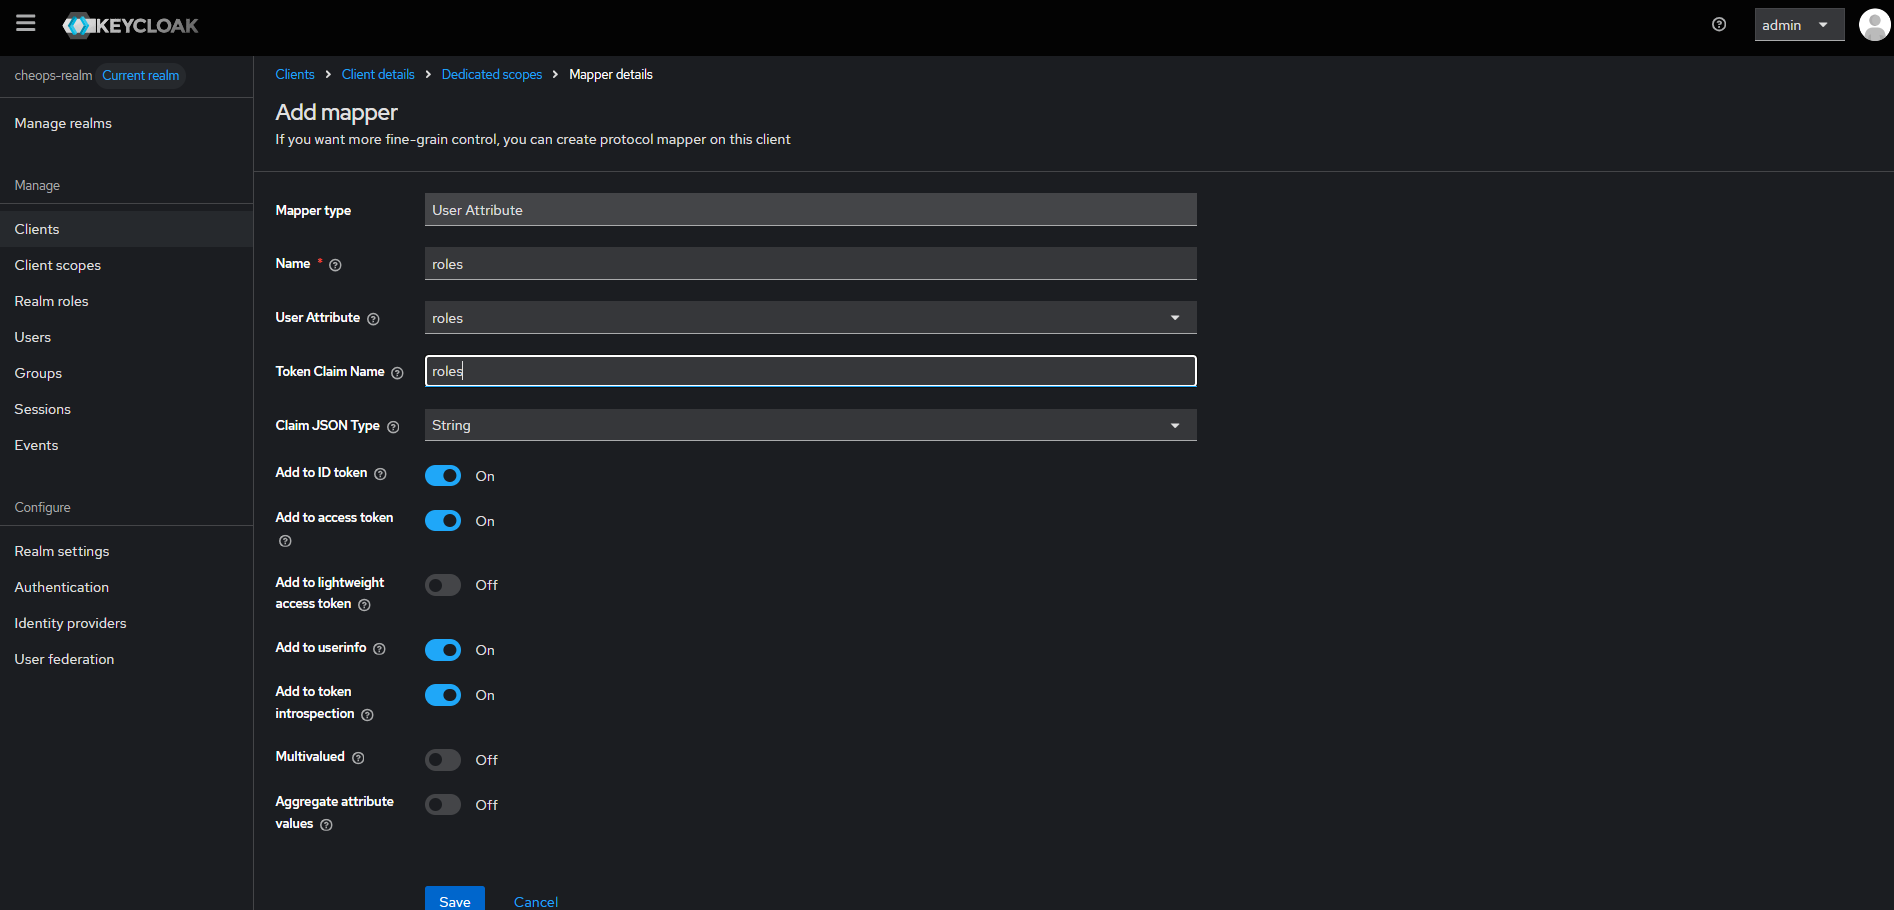 KEYCLOAK
admin
cheops-realm Current realm
Manage realms
Manage
Clients
Client scopes
Realm roles
Users
Groups
Sessions
Events
Configure
Realm settings
Authentication
Identity providers
User federation
Clients > Client details > Dedicated scopes > Mapper details
Add mapper
If you want more fine-grain control, you can create protocol mapper on this client
Mapper type User Attribute
Name * roles
User Attribute roles
Token Claim Name roles
Claim JSON Type String
Add to ID token On
Add to access token On
Add to lightweight Off
access token
Add to userinfo On
Add to token On
introspection
Multivalued Off
Aggregate attribute Off
values
Save Cancel